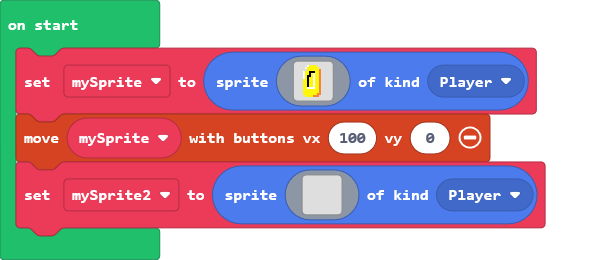 on start
set mySprite to sprite of kind Player
move mySprite with buttons vx 100 vy 0
set mySprite2 to sprite of kind Player